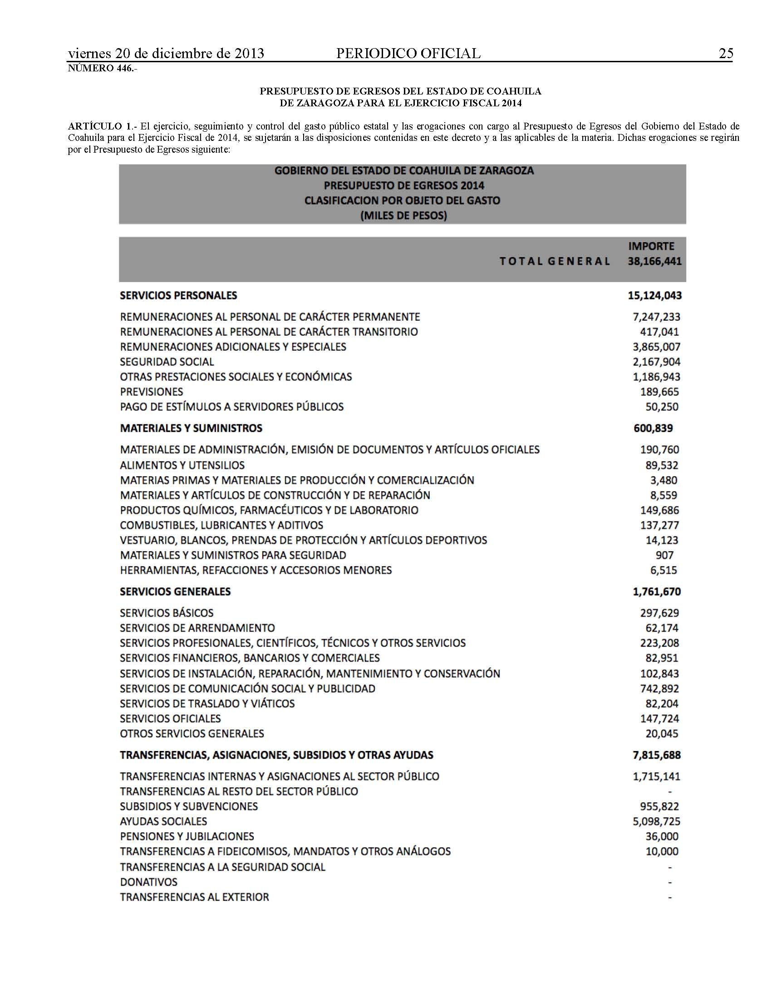 viernes 20 de diciembre de 2013 PERIODICO OFICIAL 25
NÚMERO 446.-
PRESUPUESTO DE EGRESOS DEL ESTADO DE COAHUILA
DE ZARAGOZA PARA EL EJERCICIO FISCAL 2014
ARTÍCULO 1.- El ejercicio, seguimiento y control del gasto público estatal y las erogaciones con cargo al Presupuesto de Egresos del Gobierno del Estado de
Coahuila para el Ejercicio Fiscal de 2014, se sujetarán a las disposiciones contenidas en este decreto y a las aplicables de la materia. Dichas erogaciones se regirán
por el Presupuesto de Egresos siguiente:
GOBIERNO DEL ESTADO DE COAHUILA DE ZARAGOZA
PRESUPUESTO DE EGRESOS 2014
CLASIFICACION POR OBJETO DEL GASTO
(MILES DE PESOS)
IMPORTE
T O T A L G E N E R A L 38,166,441
SERVICIOS PERSONALES 15,124,043
REMUNERACIONES AL PERSONAL DE CARÁCTER PERMANENTE 7,247,233
REMUNERACIONES AL PERSONAL DE CARÁCTER TRANSITORIO 417,041
REMUNERACIONES ADICIONALES Y ESPECIALES 3,865,007
SEGURIDAD SOCIAL 2,167,904
OTRAS PRESTACIONES SOCIALES Y ECONÓMICAS 1,186,943
PREVISIONES 189,665
PAGO DE ESTÍMULOS A SERVIDORES PÚBLICOS 50,250
MATERIALES Y SUMINISTROS 600,839
MATERIALES DE ADMINISTRACIÓN, EMISIÓN DE DOCUMENTOS Y ARTÍCULOS OFICIALES 190,760
ALIMENTOS Y UTENSILIOS 89,532
MATERIAS PRIMAS Y MATERIALES DE PRODUCCIÓN Y COMERCIALIZACIÓN 3,480
MATERIALES Y ARTÍCULOS DE CONSTRUCCIÓN Y DE REPARACIÓN 8,559
PRODUCTOS QUÍMICOS, FARMACÉUTICOS Y DE LABORATORIO 149,686
COMBUSTIBLES, LUBRICANTES Y ADITIVOS 137,277
VESTUARIO, BLANCOS, PRENDAS DE PROTECCIÓN Y ARTÍCULOS DEPORTIVOS 14,123
MATERIALES Y SUMINISTROS PARA SEGURIDAD 907
HERRAMIENTAS, REFACCIONES Y ACCESORIOS MENORES 6,515
SERVICIOS GENERALES 1,761,670
SERVICIOS BÁSICOS 297,629
SERVICIOS DE ARRENDAMIENTO 62,174
SERVICIOS PROFESIONALES, CIENTÍFICOS, TÉCNICOS Y OTROS SERVICIOS 223,208
SERVICIOS FINANCIEROS, BANCARIOS Y COMERCIALES 82,951
SERVICIOS DE INSTALACIÓN, REPARACIÓN, MANTENIMIENTO Y CONSERVACIÓN 102,843
SERVICIOS DE COMUNICACIÓN SOCIAL Y PUBLICIDAD 742,892
SERVICIOS DE TRASLADO Y VIÁTICOS 82,204
SERVICIOS OFICIALES 147,724
OTROS SERVICIOS GENERALES 20,045
TRANSFERENCIAS, ASIGNACIONES, SUBSIDIOS Y OTRAS AYUDAS 7,815,688
TRANSFERENCIAS INTERNAS Y ASIGNACIONES AL SECTOR PÚBLICO 1,715,141
TRANSFERENCIAS AL RESTO DEL SECTOR PÚBLICO -
SUBSIDIOS Y SUBVENCIONES 955,822
AYUDAS SOCIALES 5,098,725
PENSIONES Y JUBILACIONES 36,000
TRANSFERENCIAS A FIDEICOMISOS, MANDATOS Y OTROS ANÁLOGOS 10,000
TRANSFERENCIAS A LA SEGURIDAD SOCIAL -
DONATIVOS -
TRANSFERENCIAS AL EXTERIOR -